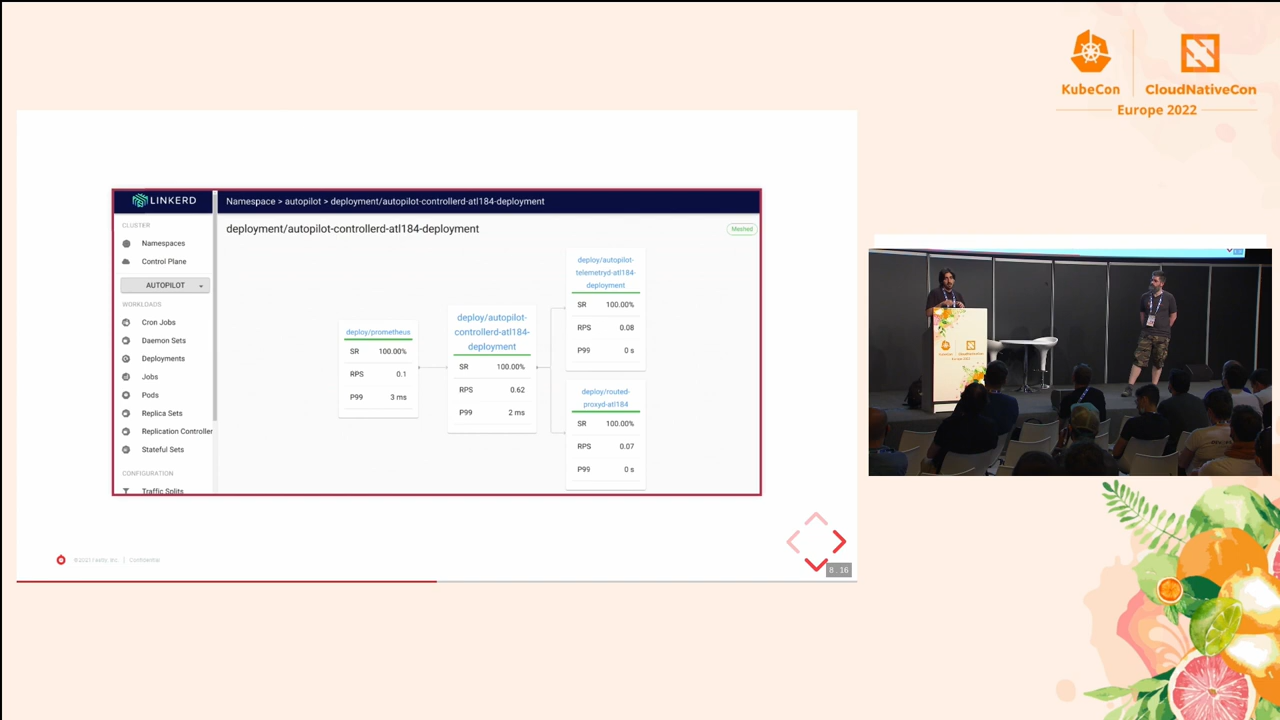 KubeCon
CloudNativeCon
Europe 2022
LINKERD
Namespace > autopilot > deployment/autopilot-controllerd-atl184-deployment
CLUSTER
Namespaces
Control Plane
AUTOPILOT
WORKLOADS
Cron Jobs
Daemon Sets
Deployments
Jobs
Pods
Replica Sets
Replication Controller
Stateful Sets
CONFIGURATION
Traffic Splits
deployment/autopilot-controllerd-atl184-deployment
Meshed
deploy/prometheus
SR 100.00%
RPS 0.1
P99 3 ms
deploy/autopilot-
controllerd-atl184-
deployment
SR 100.00%
RPS 0.62
P99 2 ms
deploy/autopilot-
telemetryd-atl184-
deployment
SR 100.00%
RPS 0.08
P99 0 s
deploy/routed-
proxyd-atl184
SR 100.00%
RPS 0.07
P99 0 s
Confidential
8 . 16